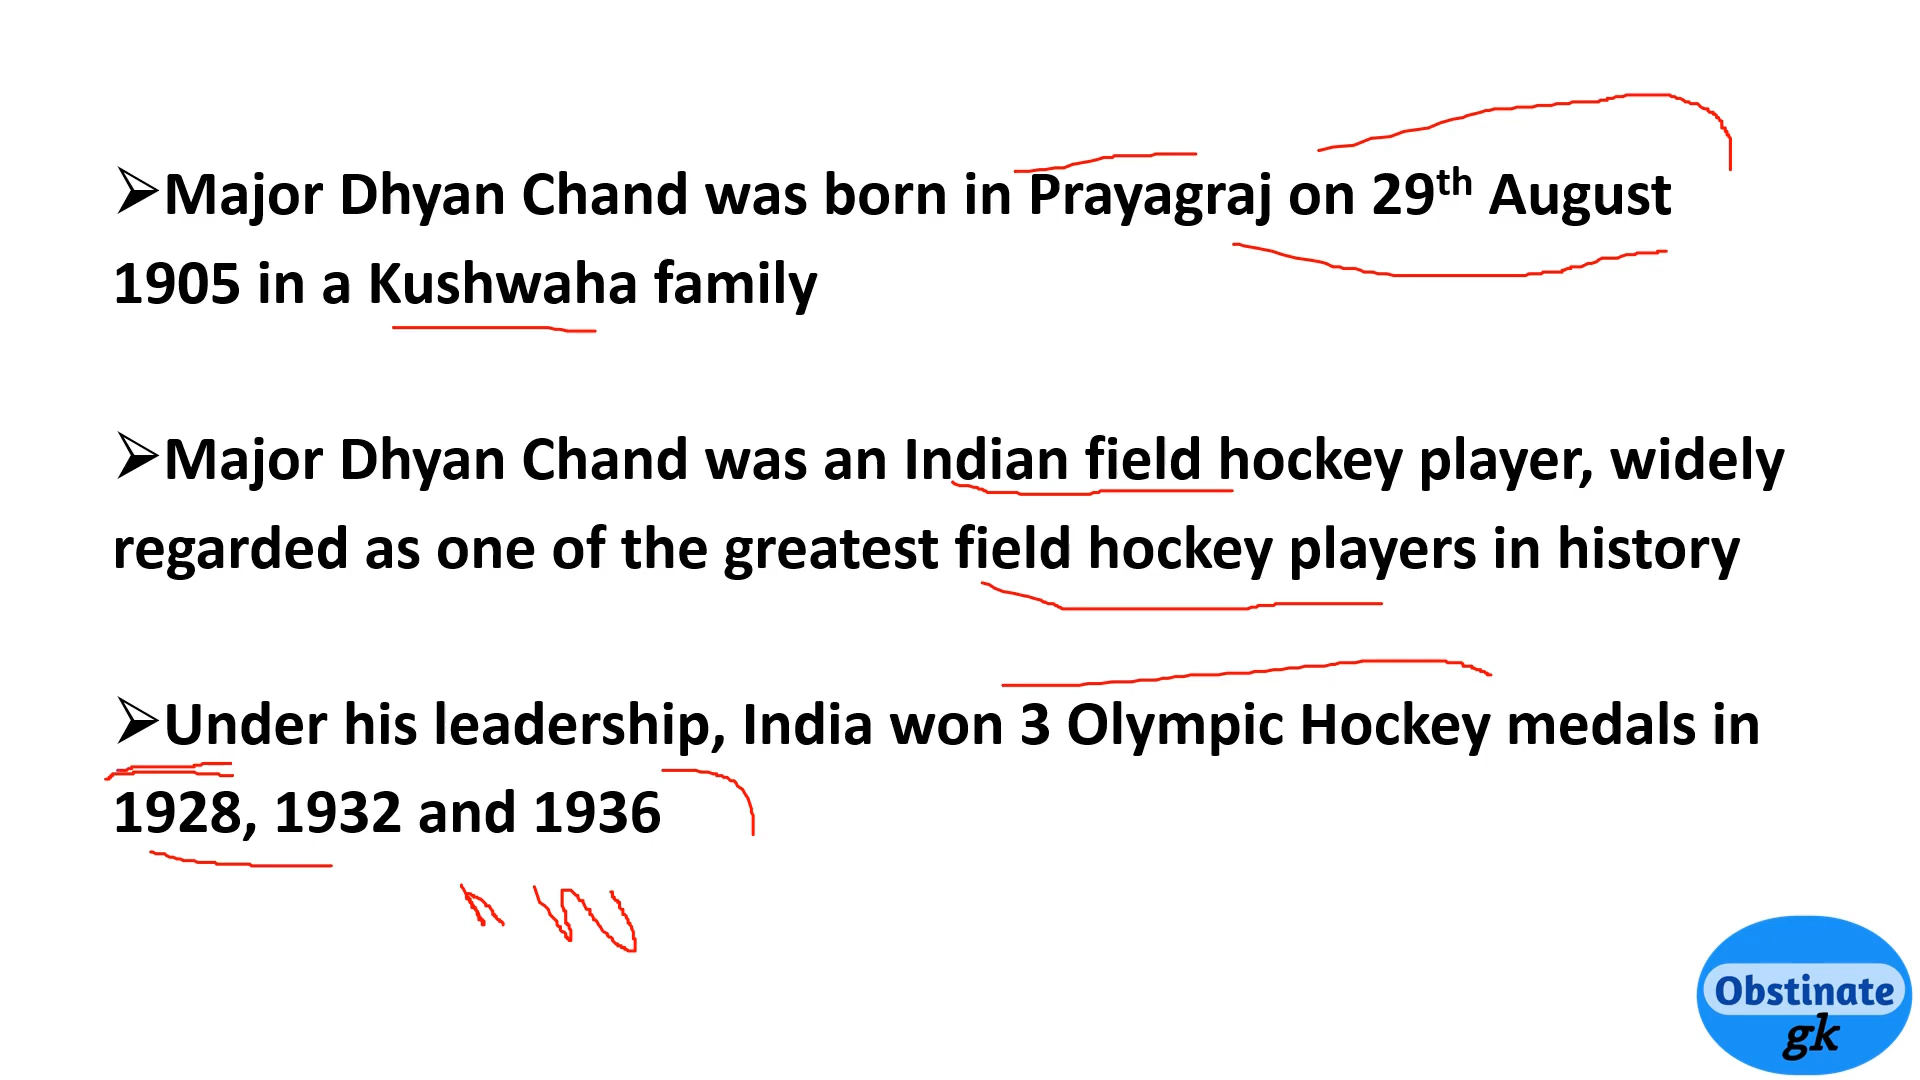 ➢Major Dhyan Chand was born in Prayagraj on 29th August
1905 in a Kushwaha family
➢Major Dhyan Chand was an Indian field hockey player, widely
regarded as one of the greatest field hockey players in history
➢Under his leadership, India won 3 Olympic Hockey medals in
1928, 1932 and 1936
Obstinate
gk